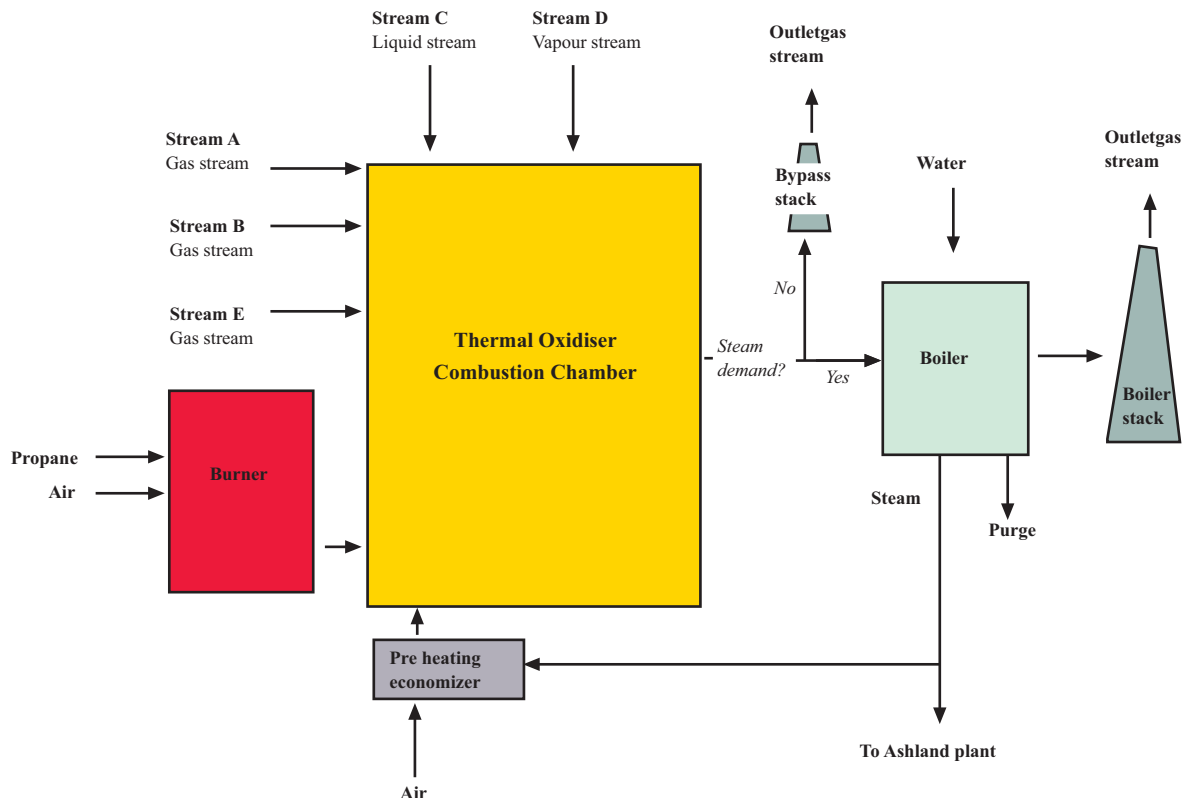 Stream C
Liquid stream
Stream D
Vapour stream
Outletgas
stream
Stream A
Gas stream
Bypass
stack
Water
Outletgas
stream
Stream B
Gas stream
No
Stream E
Gas stream
Thermal Oxidiser
Combustion Chamber
Steam
demand?
Yes
Boiler
Boiler
stack
Propane
Air
Burner
Steam
Purge
Pre heating
economizer
To Ashland plant
Air